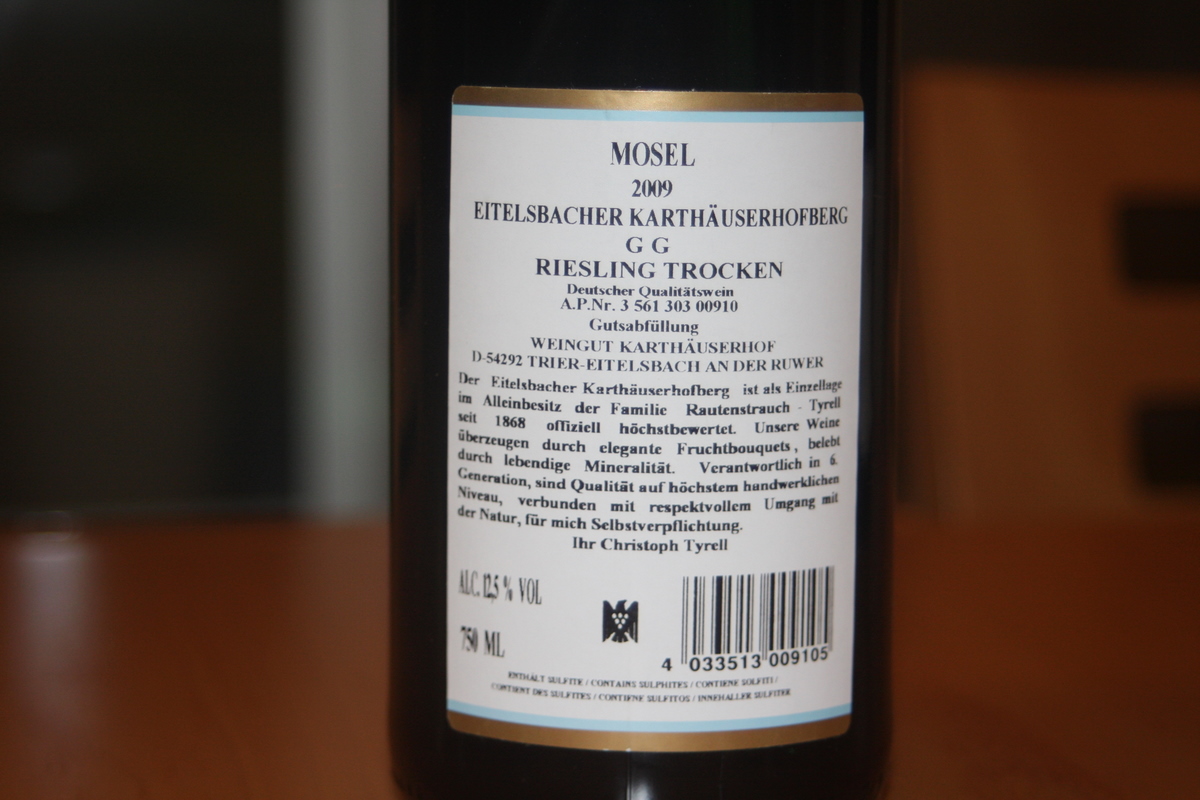 MOSEL
2009
EITELSBACHER KARTHÄUSERHOFBERG
G G
RIESLING TROCKEN
Deutscher Qualitätswein
A.P.Nr. 3 561 303 00910
Gutsabfüllung
WEINGUT KARTHÄUSERHOF
D-54292 TRIER-EITELSBACH AN DER RUWER
Der Eitelsbacher Karthäuserhofberg ist als Einzellage
im Alleinbesitz der Familie Rautenstrauch - Tyrell
seit 1868 offiziell höchstbewertet. Unsere Weine
überzeugen durch elegante Fruchtbouquets, belebt
durch lebendige Mineralität. Verantwortlich in 6.
Generation, sind Qualität auf höchstem handwerklichen
Niveau, verbunden mit respektvollem Umgang mit
der Natur, für mich Selbstverpflichtung.
Ihr Christoph Tyrell
ALC. 12,5 % VOL
750 ML
4 033513 009105
ENTHÄLT SULFITE / CONTAINS SULPHITES / CONTIENE SOLFITI /
CONTIENT DES SULFITES / CONTIENE SULFITOS / INNEHALLER SULFITER